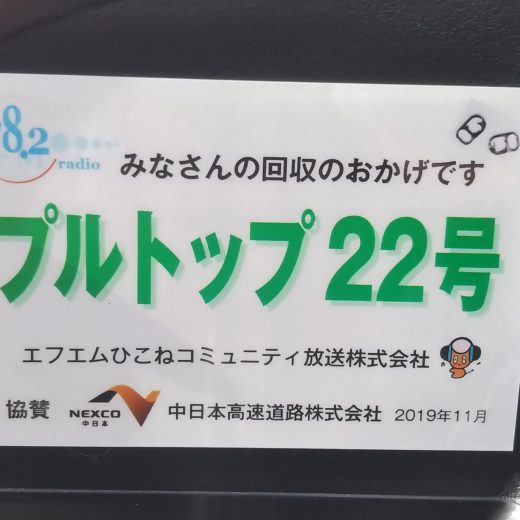 8.2
radio
みなさんの回収のおかげです
プルトップ 22号
エフエムひこねコミュニティ放送株式会社
協賛 NEXCO 中日本 中日本高速道路株式会社 2019年11月